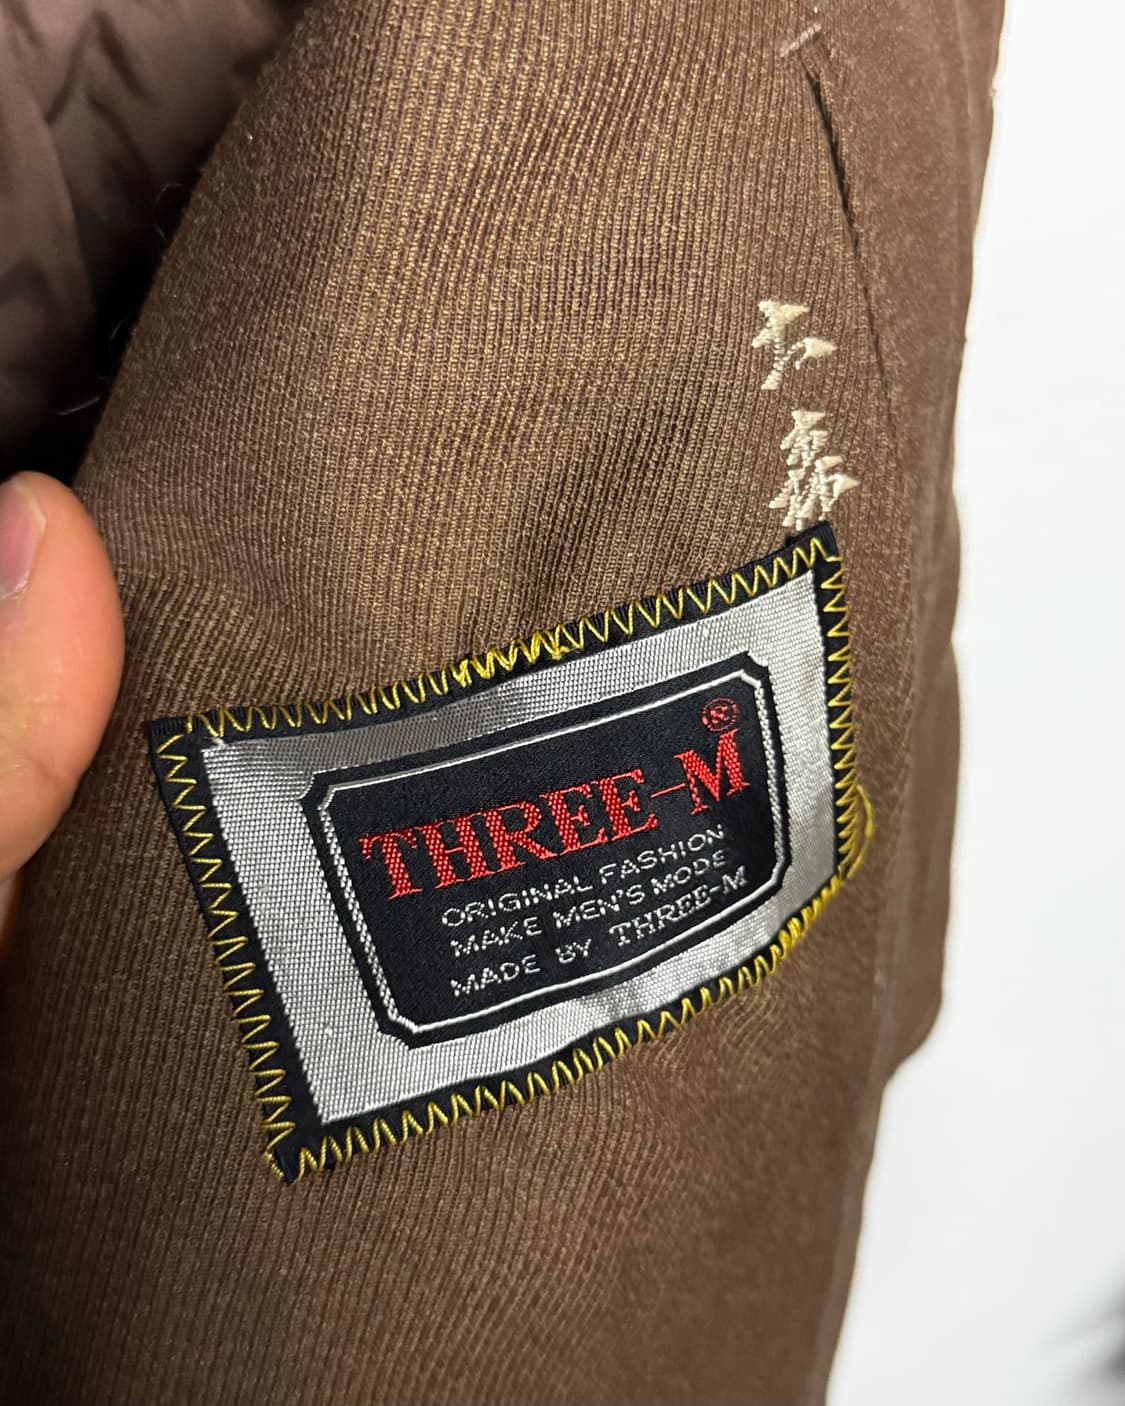 THREE-M®
ORIGINAL FASHION
MAKE MEN'S MODE
MADE BY THREE-M